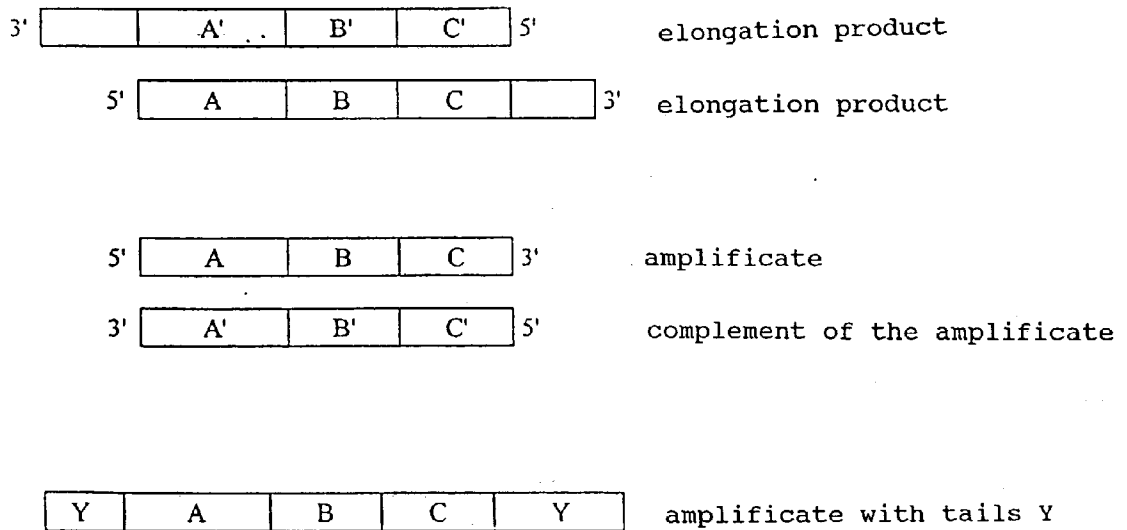 3' A' B' C' 5' elongation product
5' A B C 3' elongation product
5' A B C 3' amplificate
3' A' B' C' 5' complement of the amplificate
Y A B C Y amplificate with tails Y